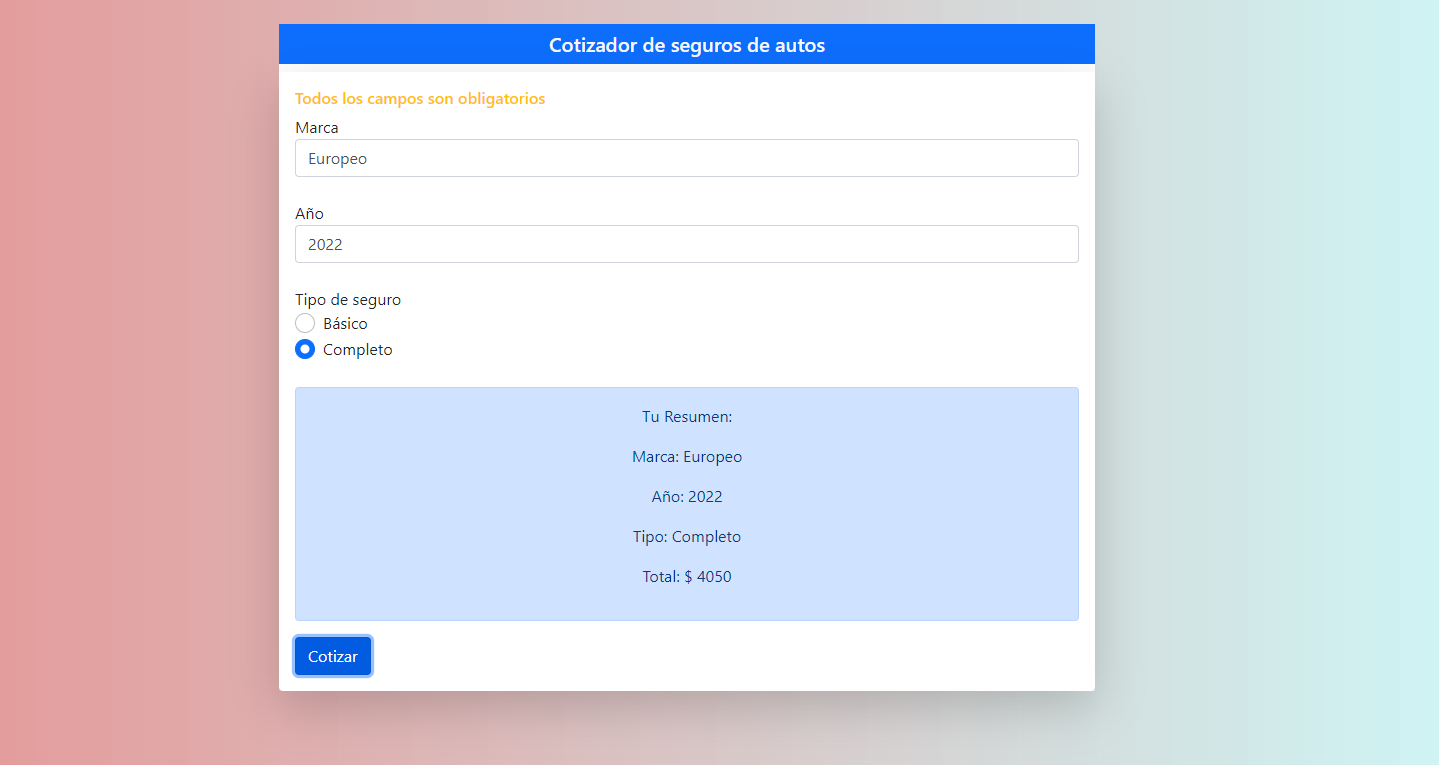 Cotizador de seguros de autos
Todos los campos son obligatorios
Marca
Europeo
Año
2022
Tipo de seguro
Básico
Completo
Tu Resumen:
Marca: Europeo
Año: 2022
Tipo: Completo
Total: $ 4050
Cotizar